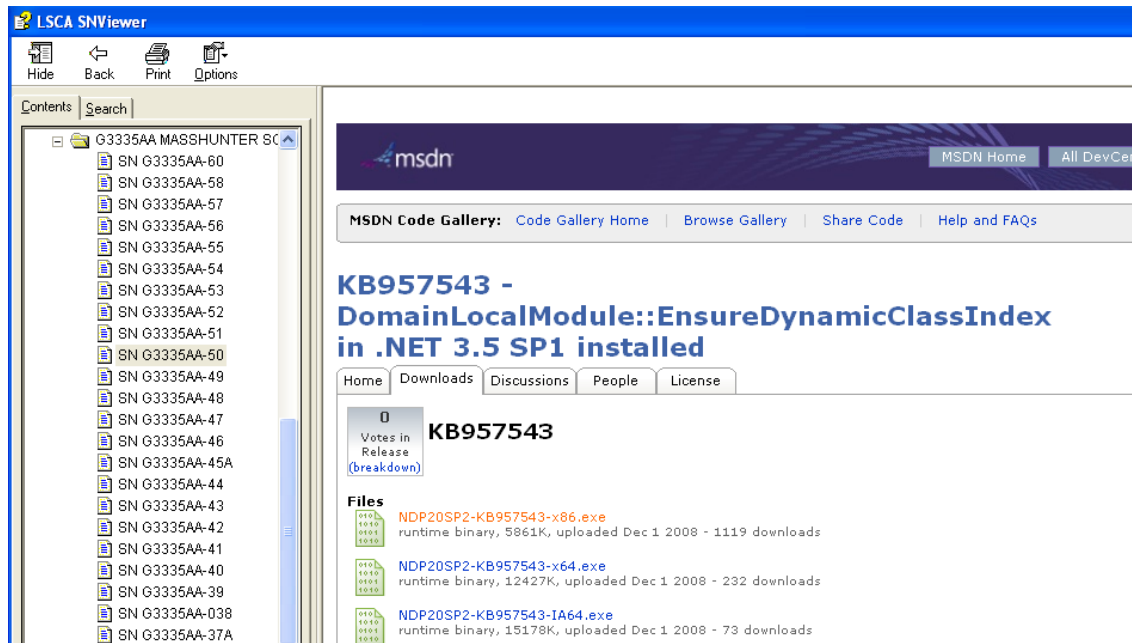 LSCA SNViewer
Hide
Back
Print
Options
Contents
Search
G3335AA MASSHUNTER SC
SN G3335AA-60
SN G3335AA-58
SN G3335AA-57
SN G3335AA-56
SN G3335AA-55
SN G3335AA-54
SN G3335AA-53
SN G3335AA-52
SN G3335AA-51
SN G3335AA-50
SN G3335AA-49
SN G3335AA-48
SN G3335AA-47
SN G3335AA-46
SN G3335AA-45A
SN G3335AA-44
SN G3335AA-43
SN G3335AA-42
SN G3335AA-41
SN G3335AA-40
SN G3335AA-39
SN G3335AA-038
SN G3335AA-37A
msdn
MSDN Home
All DevCer
MSDN Code Gallery: Code Gallery Home | Browse Gallery | Share Code | Help and FAQs
KB957543 -
DomainLocalModule::EnsureDynamicClassIndex
in .NET 3.5 SP1 installed
Home
Downloads
Discussions
People
License
0
Votes in
Release
(breakdown)
KB957543
Files
NDP20SP2-KB957543-x86.exe
runtime binary, 5861K, uploaded Dec 1 2008 - 1119 downloads
NDP20SP2-KB957543-x64.exe
runtime binary, 12427K, uploaded Dec 1 2008 - 232 downloads
NDP20SP2-KB957543-IA64.exe
runtime binary, 15178K, uploaded Dec 1 2008 - 73 downloads